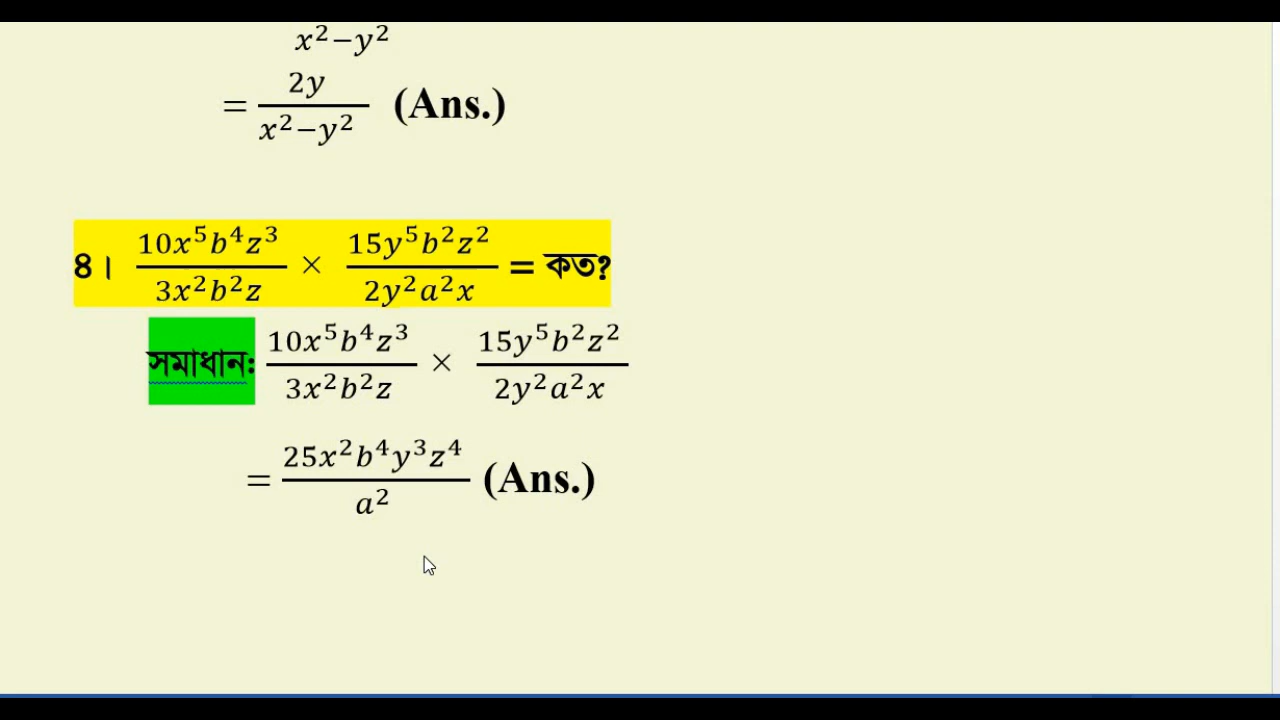 x²−y²
= 2y/x²−y² (Ans.)
৪। 10x⁵b⁴z³/3x²b²z × 15y⁵b²z²/2y²a²x = কত?
সমাধান: 10x⁵b⁴z³/3x²b²z × 15y⁵b²z²/2y²a²x
= 25x²b⁴y³z⁴/a² (Ans.)